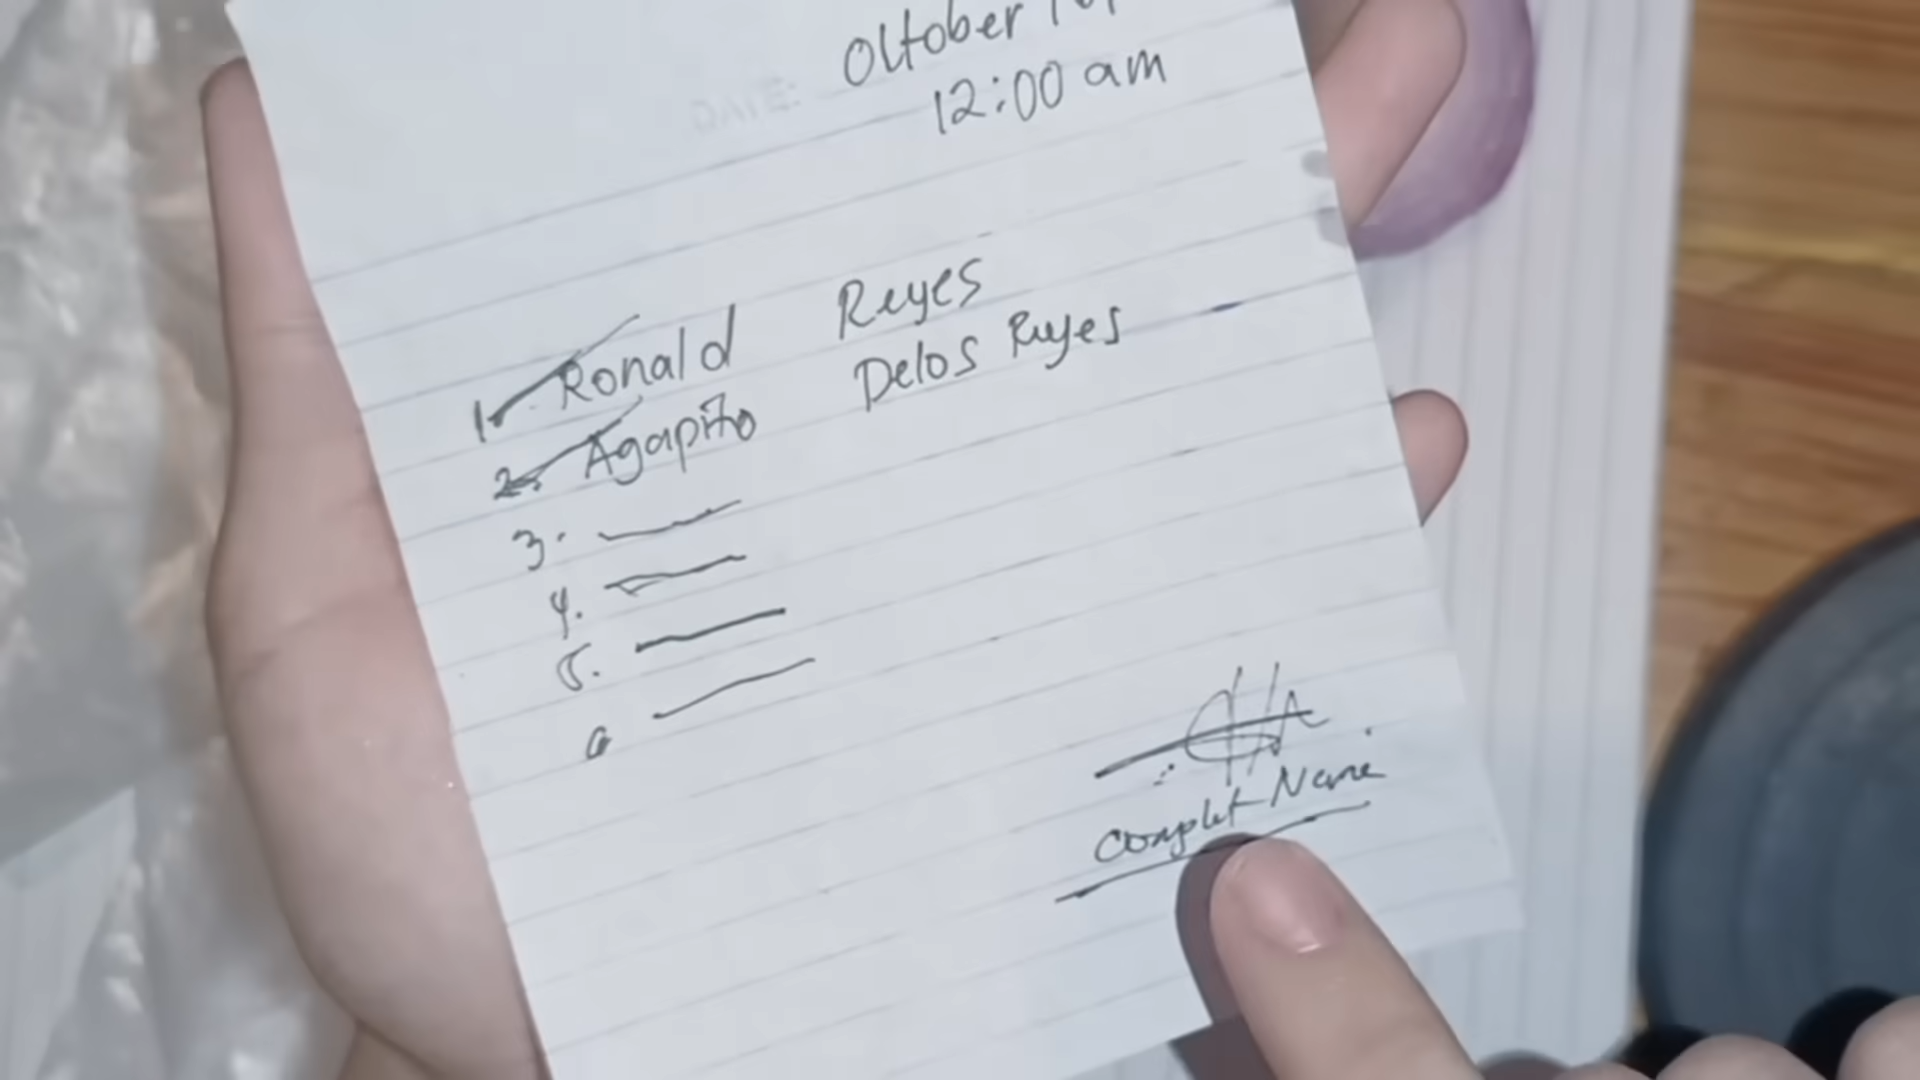 October
12:00 am
DATE:
1. Ronald Reyes
2. Agapito Delos Reyes
3.
4.
5.
6
Complet Name